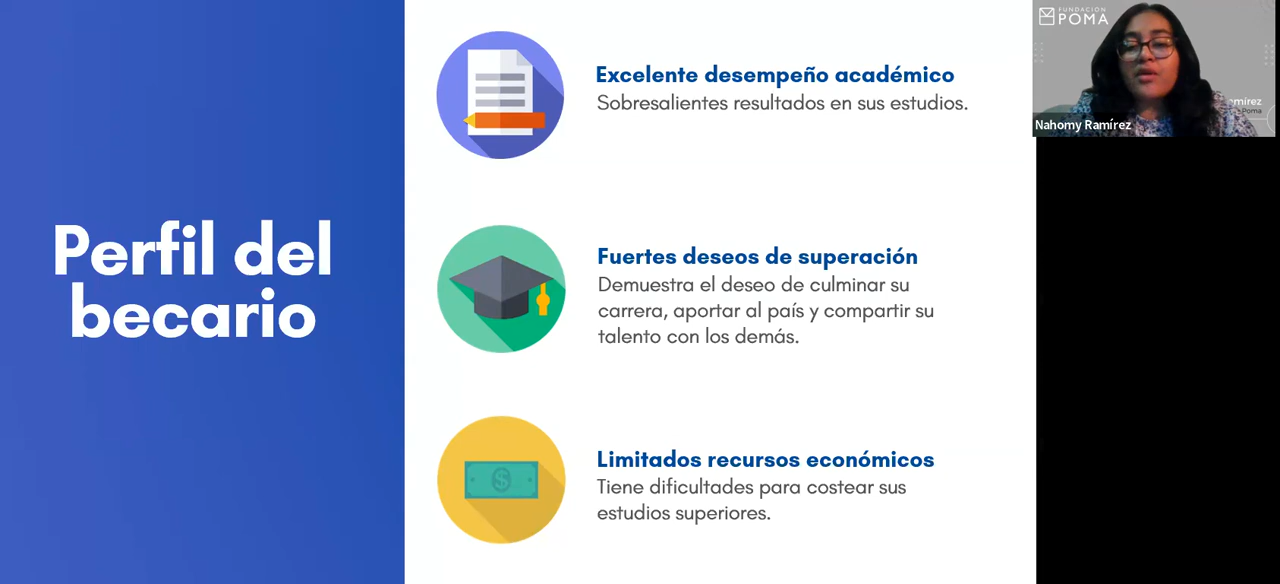 Perfil del
becario
Excelente desempeño académico
Sobresalientes resultados en sus estudios.
Fuertes deseos de superación
Demuestra el deseo de culminar su
carrera, aportar al país y compartir su
talento con los demás.
Limitados recursos económicos
Tiene dificultades para costear sus
estudios superiores.
FUNDACIÓN
POMA
Poma
Nahomy Ramírez